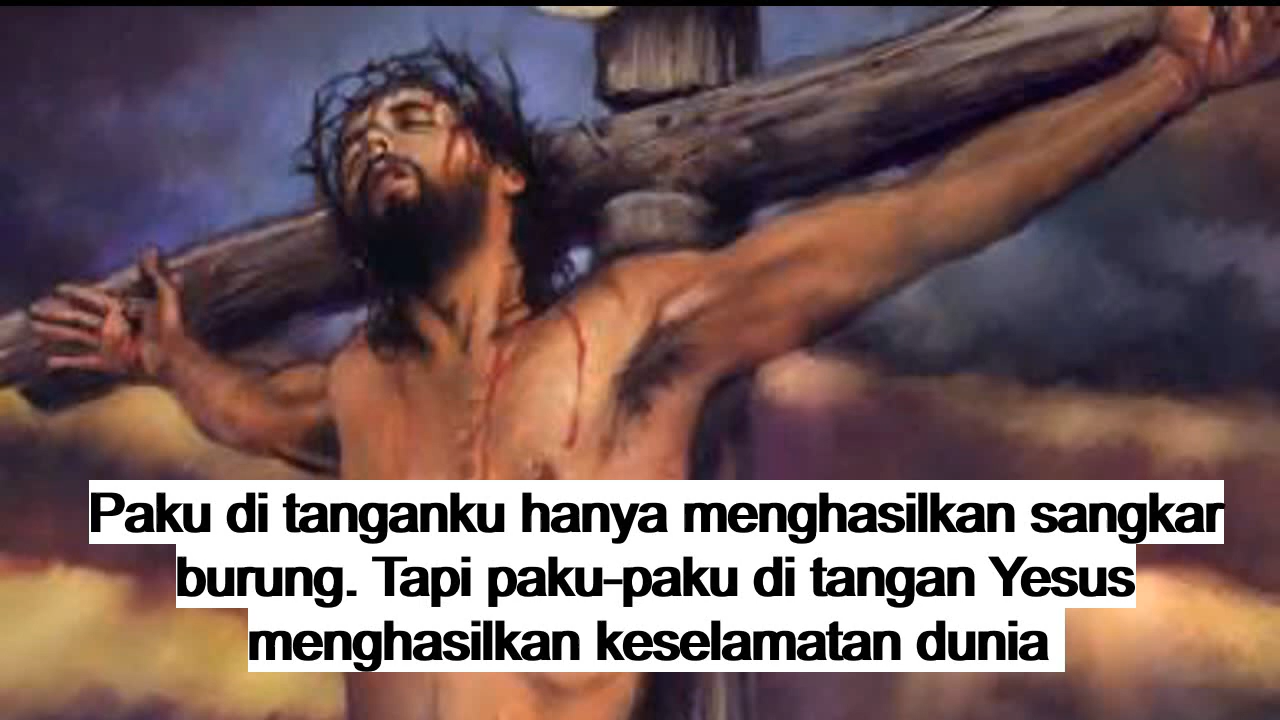 Paku di tanganku hanya menghasilkan sangkar
burung. Tapi paku-paku di tangan Yesus
menghasilkan keselamatan dunia